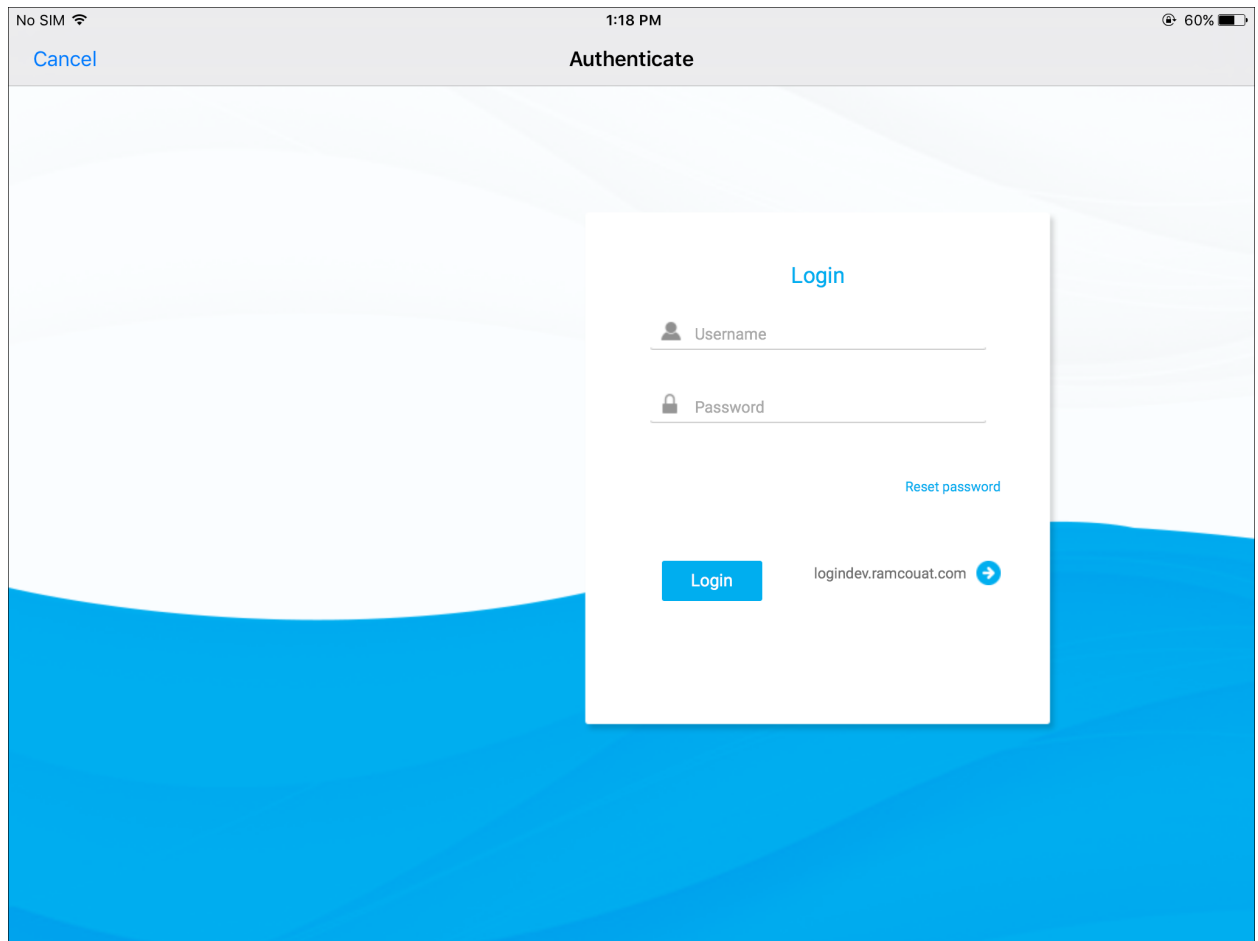 No SIM 1:18 PM 60%
Cancel Authenticate
Login
Username
Password
Reset password
Login logindev.ramcouat.com